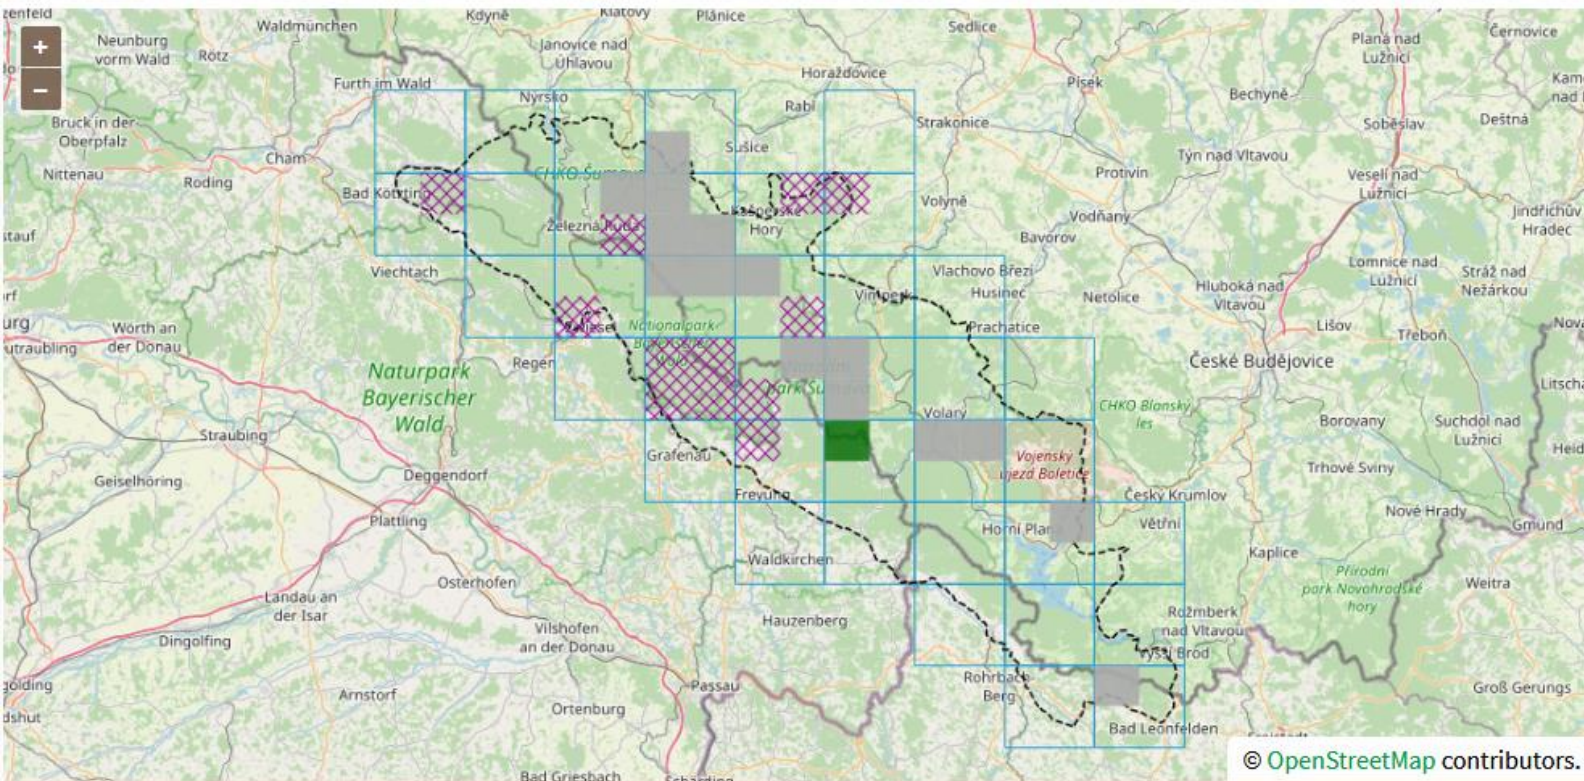 Kdyně
Klatovy
Plánice
Waldmünchen
Sedlice
Černovice
Neunburg
vorm Wald
Rötz
Janovice nad
Úhlavou
Planá nad
Lužnicí
+
−
Furth im Wald
Horažďovice
Písek
Bechyně
Nýrsko
Rabí
Strakonice
Soběslav
Deštná
Bruck in der
Oberpfalz
Cham
Sušice
Týn nad Vltavou
Nittenau
Roding
CHKO Šumava
Protivín
Veselí nad
Lužnicí
Bad Kötzting
Volyně
Vodňany
Kašperské
Hory
Železná Ruda
Bavorov
Jindřichův
Hradec
Viechtach
Vlachovo Březí
Husinec
Netolice
Hluboká nad
Vltavou
Lomnice nad
Lužnicí
Stráž nad
Nežárkou
Vimperk
Wörth an
der Donau
Zwiesel
Nationalpark
Bayerischer
Wald
Prachatice
Lišov
Třeboň
Regen
České Budějovice
Naturpark
Bayerischer
Wald
Park Šumava
Volary
CHKO Blanský
les
Borovany
Suchdol nad
Lužnicí
Straubing
Grafenau
Vojenský
újezd Boletice
Trhové Sviny
Geiselhöring
Deggendorf
Freyung
Český Krumlov
Nové Hrady
Gmünd
Plattling
Horní Planá
Větřní
Kaplice
Waldkirchen
Přírodní
park Novohradské
hory
Weitra
Osterhofen
Landau an
der Isar
Hauzenberg
Rožmberk
nad Vltavou
Vyšší Brod
Vilshofen
an der Donau
Dingolfing
Passau
Rohrbach-
Berg
Groß Gerungs
Arnstorf
Ortenburg
Bad Leonfelden
Freistadt
Bad Griesbach
Schärding
© OpenStreetMap contributors.